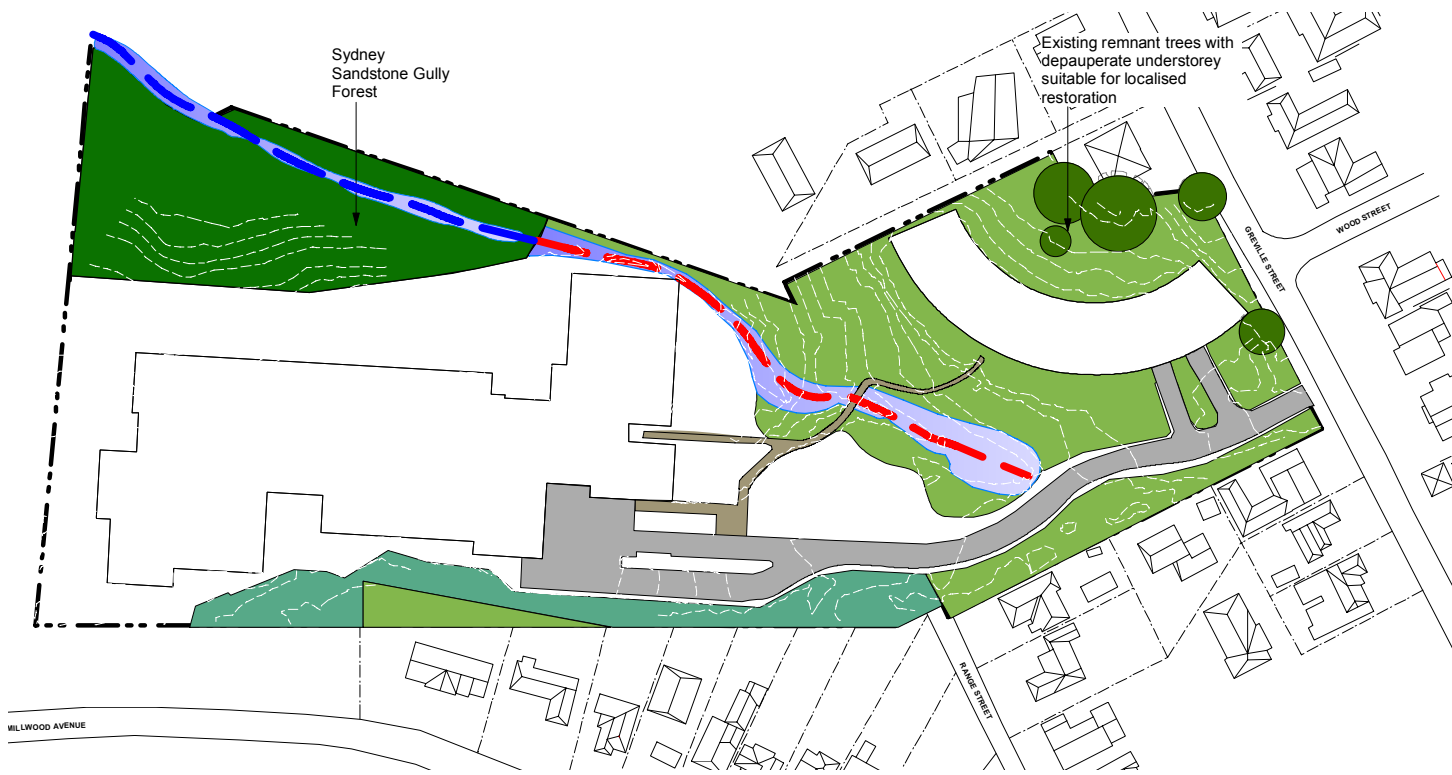 Sydney
Sandstone Gully
Forest
Existing remnant trees with
depauperate understorey
suitable for localised
restoration
WOOD STREET
GREVILLE STREET
RANGE STREET
MILLWOOD AVENUE